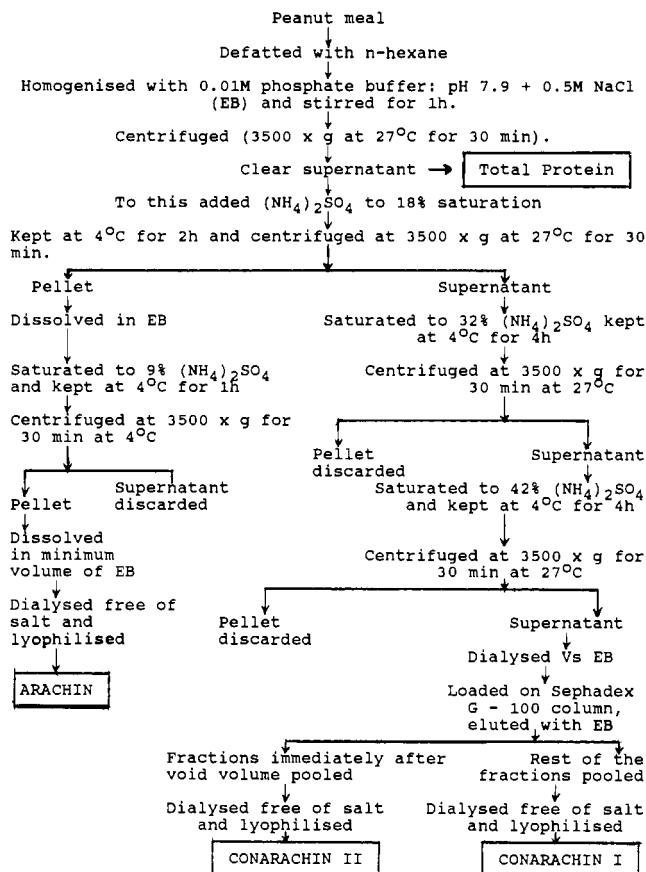 Peanut meal
Defatted with n-hexane
Homogenised with 0.01M phosphate buffer: pH 7.9 + 0.5M NaCl
(EB) and stirred for 1h.
Centrifuged (3500 x g at 27°C for 30 min).
Clear supernatant → Total Protein
To this added (NH4)2SO4 to 18% saturation
Kept at 4°C for 2h and centrifuged at 3500 x g at 27°C for 30
min.
Pellet
Dissolved in EB
Saturated to 9% (NH4)2SO4
and kept at 4°C for 1h
Centrifuged at 3500 x g for
30 min at 4°C
Pellet
Supernatant
discarded
Dissolved
in minimum
volume of EB
Dialysed free of
salt and
lyophilised
ARACHIN
Supernatant
Saturated to 32% (NH4)2SO4 kept
at 4°C for 4h
Centrifuged at 3500 x g for
30 min at 27°C
Pellet
discarded
Supernatant
Saturated to 42% (NH4)2SO4
and kept at 4°C for 4h
Centrifuged at 3500 x g for
30 min at 27°C
Pellet
discarded
Supernatant
Dialysed Vs EB
Loaded on Sephadex
G - 100 column,
eluted with EB
Fractions immediately after
void volume pooled
Dialysed free of salt
and lyophilised
CONARACHIN II
Rest of the
fractions pooled
Dialysed free of salt
and lyophilised
CONARACHIN I